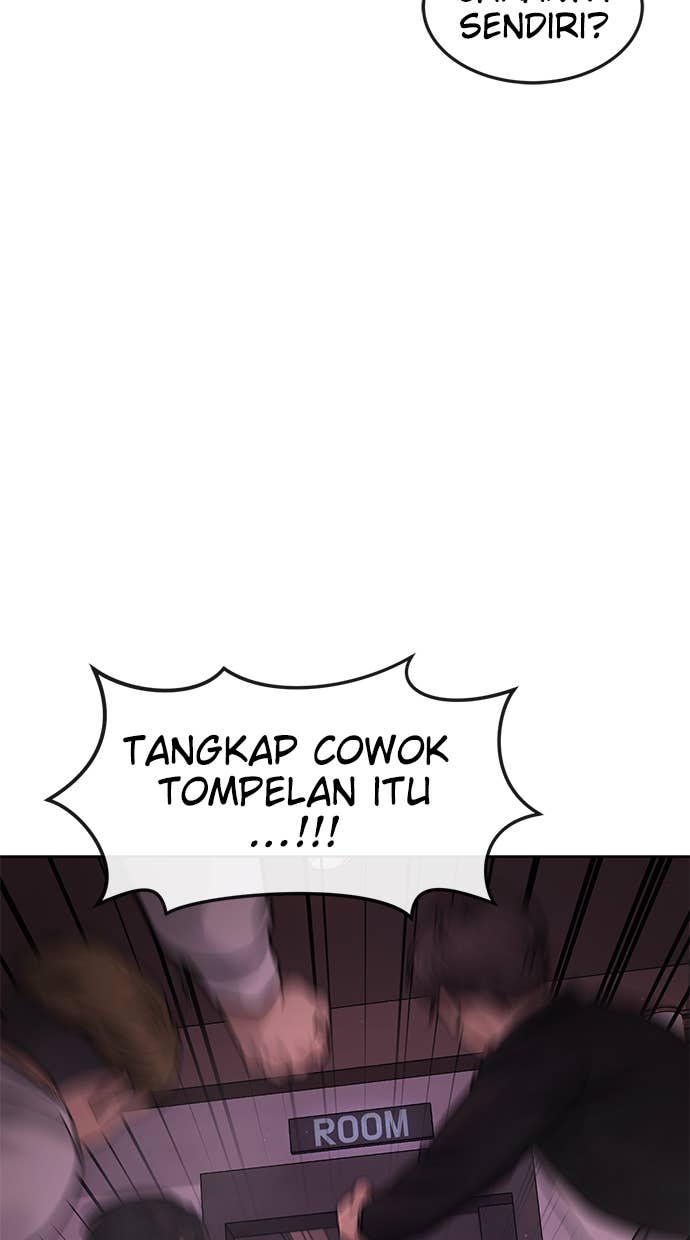 SENDIRI?
TANGKAP COWOK
TOMPELAN ITU
...!!!
ROOM